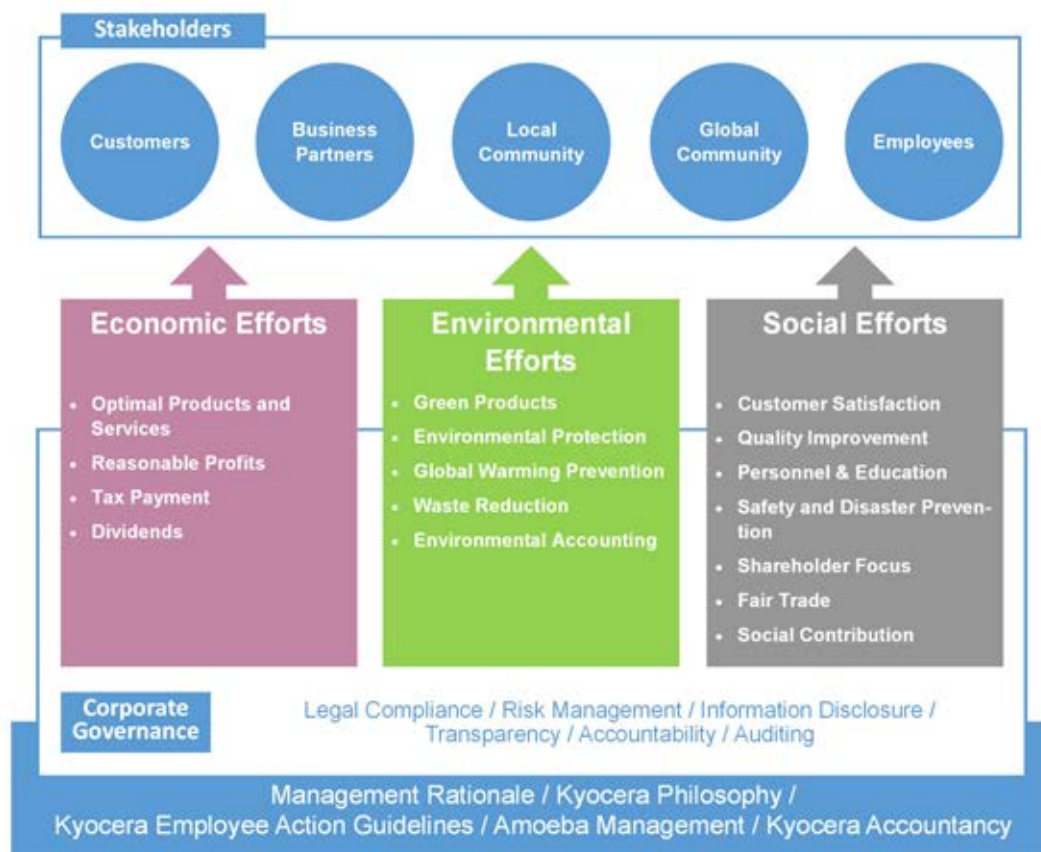 Stakeholders
Customers
Business
Partners
Local
Community
Global
Community
Employees
Economic Efforts
• Optimal Products and
Services
• Reasonable Profits
• Tax Payment
• Dividends
Environmental
Efforts
• Green Products
• Environmental Protection
• Global Warming Prevention
• Waste Reduction
• Environmental Accounting
Social Efforts
• Customer Satisfaction
• Quality Improvement
• Personnel & Education
• Safety and Disaster Preven-
tion
• Shareholder Focus
• Fair Trade
• Social Contribution
Corporate
Governance
Legal Compliance / Risk Management / Information Disclosure /
Transparency / Accountability / Auditing
Management Rationale / Kyocera Philosophy /
Kyocera Employee Action Guidelines / Amoeba Management / Kyocera Accountancy